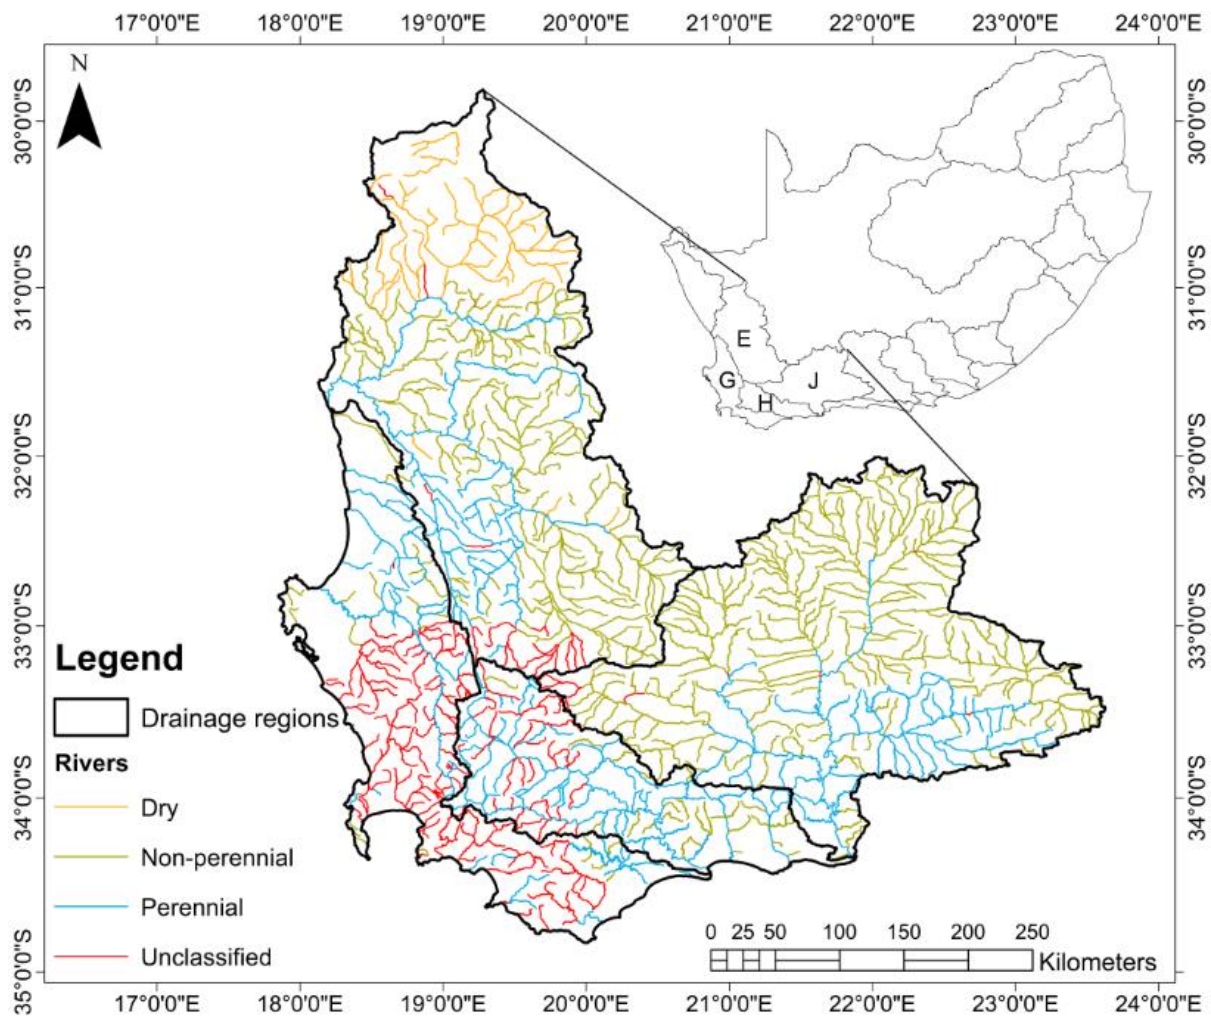 17°0'0"E 18°0'0"E 19°0'0"E 20°0'0"E 21°0'0"E 22°0'0"E 23°0'0"E 24°0'0"E
N
30°0'0"S
31°0'0"S
32°0'0"S
33°0'0"S
34°0'0"S
35°0'0"S
30°0'0"S
31°0'0"S
32°0'0"S
33°0'0"S
34°0'0"S
E
G
J
H
Legend
Drainage regions
Rivers
Dry
Non-perennial
Perennial
Unclassified
0 25 50 100 150 200 250
Kilometers
17°0'0"E 18°0'0"E 19°0'0"E 20°0'0"E 21°0'0"E 22°0'0"E 23°0'0"E 24°0'0"E